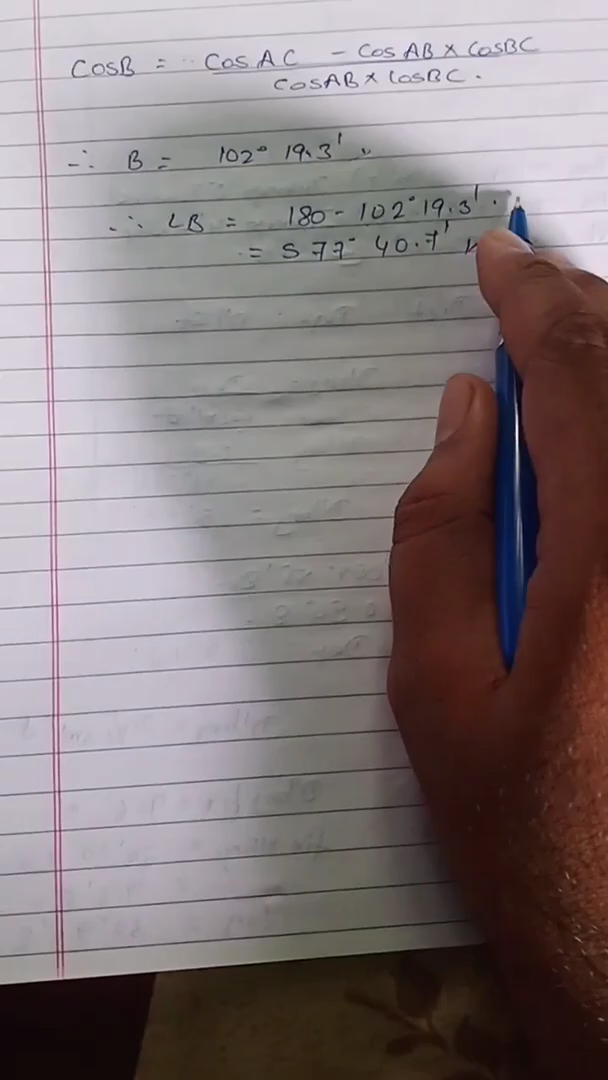 COSB = COSAC - COSAB × COSBC
COSAB × COSBC.
∴ B = 102° 19.3'
∴ ∠B = 180 - 102° 19.3'.
= S 77° 40.7'